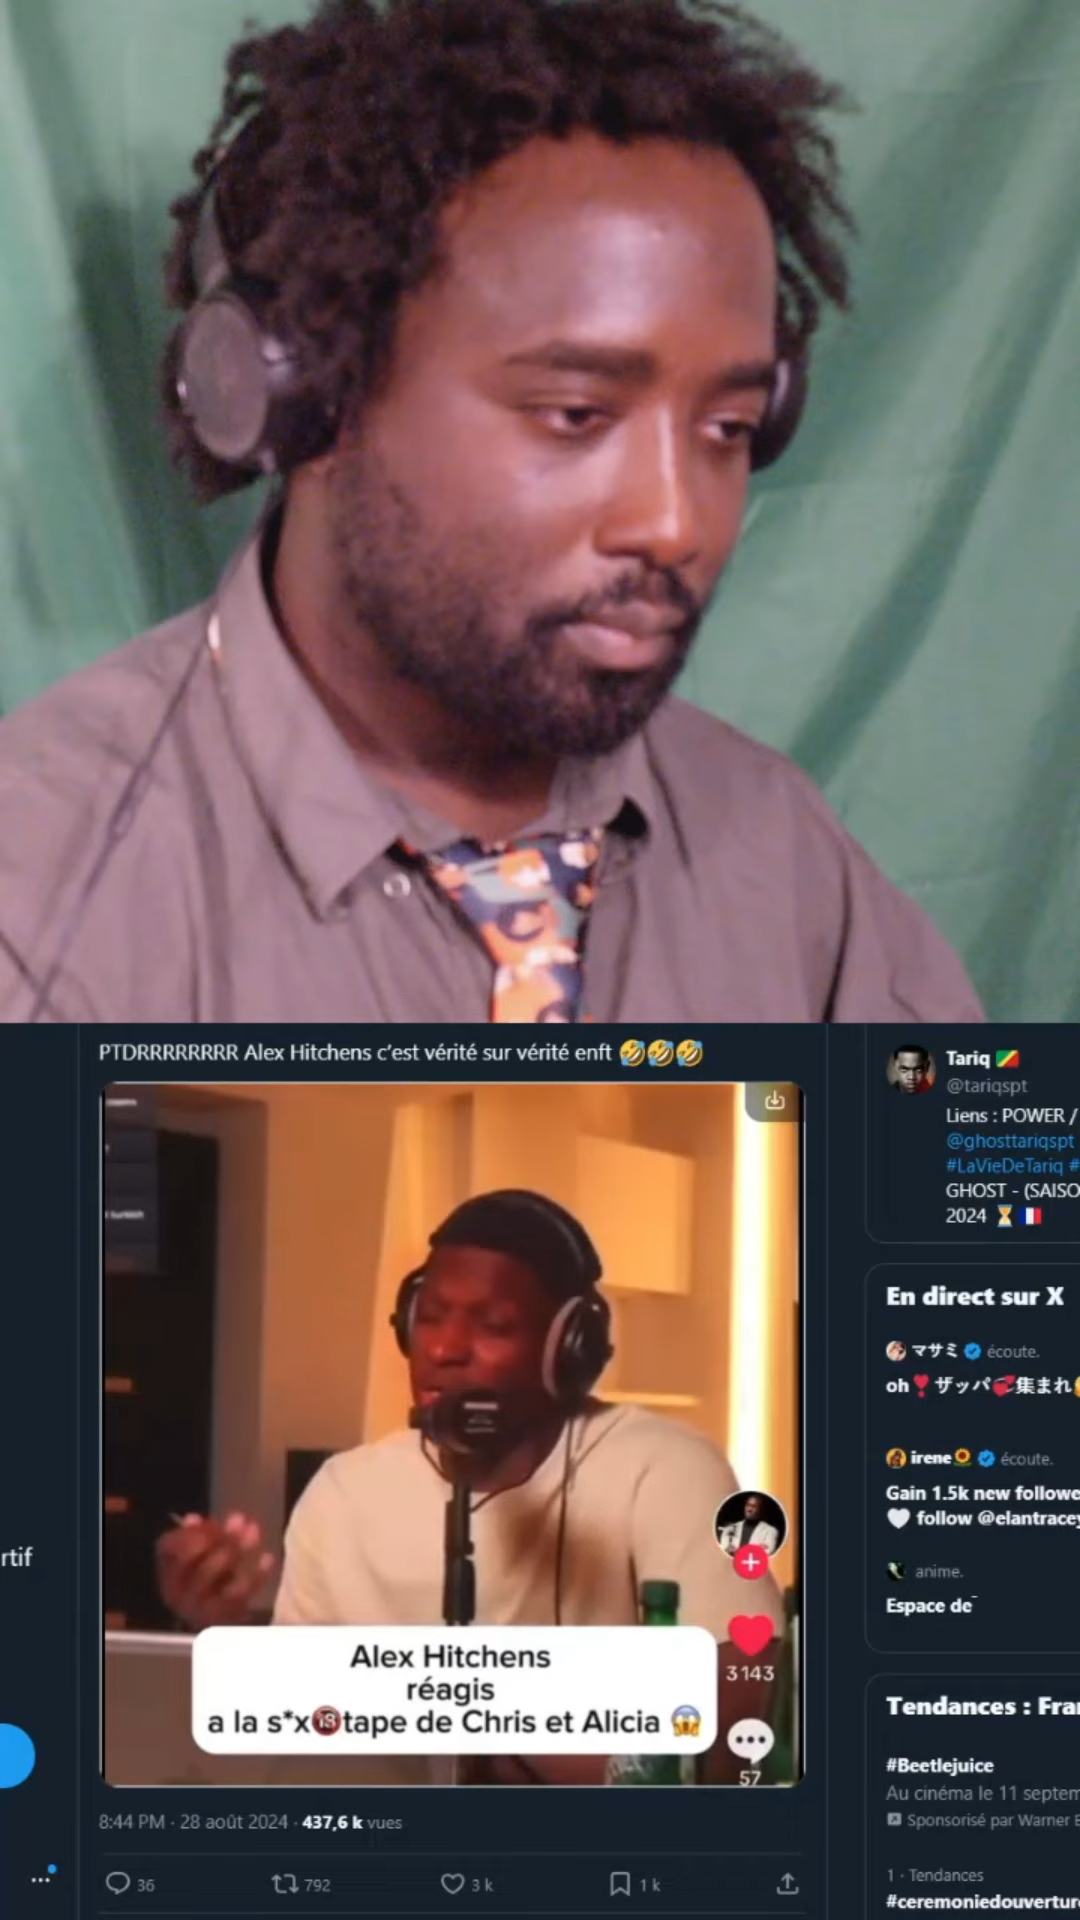 PTDRRRRRRRRR Alex Hitchens c'est vérité sur vérité enft 🤣🤣🤣
Alex Hitchens
réagis
a la s*x🔞tape de Chris et Alicia 😱
3 143
57
8:44 PM · 28 août 2024 · 437,6 k vues
36
792
3 k
1 k
rtif
Tariq 🇨🇬
@tariqspt
Liens : POWER /
@ghosttariqspt
#LaVieDeTariq #
GHOST - (SAISO
2024 ⏳ 🇫🇷
En direct sur X
マサミ écoute.
oh❣️ザッパ💞集まれ
irene🌻 écoute.
Gain 1.5k new followe
🤍 follow @elantracey
anime.
Espace de
Tendances : Fra
#Beetlejuice
Au cinéma le 11 septem
Sponsorisé par Warner B
1 · Tendances
#ceremoniedouvertur